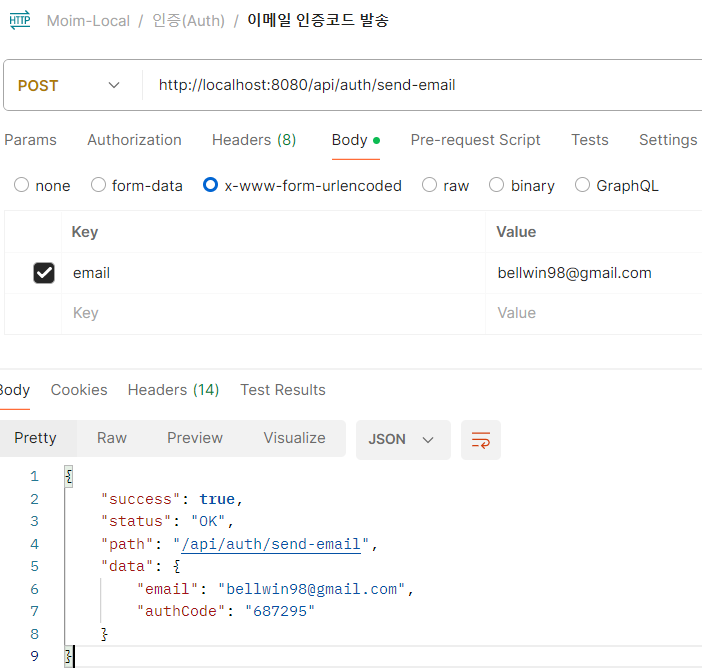 HTTP Moim-Local / 인증(Auth) / 이메일 인증코드 발송
POST http://localhost:8080/api/auth/send-email
Params Authorization Headers (8) Body Pre-request Script Tests Settings
none form-data x-www-form-urlencoded raw binary GraphQL
Key Value
email bellwin98@gmail.com
Key Value
Body Cookies Headers (14) Test Results
Pretty Raw Preview Visualize JSON
1 {
2 "success": true,
3 "status": "OK",
4 "path": "/api/auth/send-email",
5 "data": {
6 "email": "bellwin98@gmail.com",
7 "authCode": "687295"
8 }
9 }